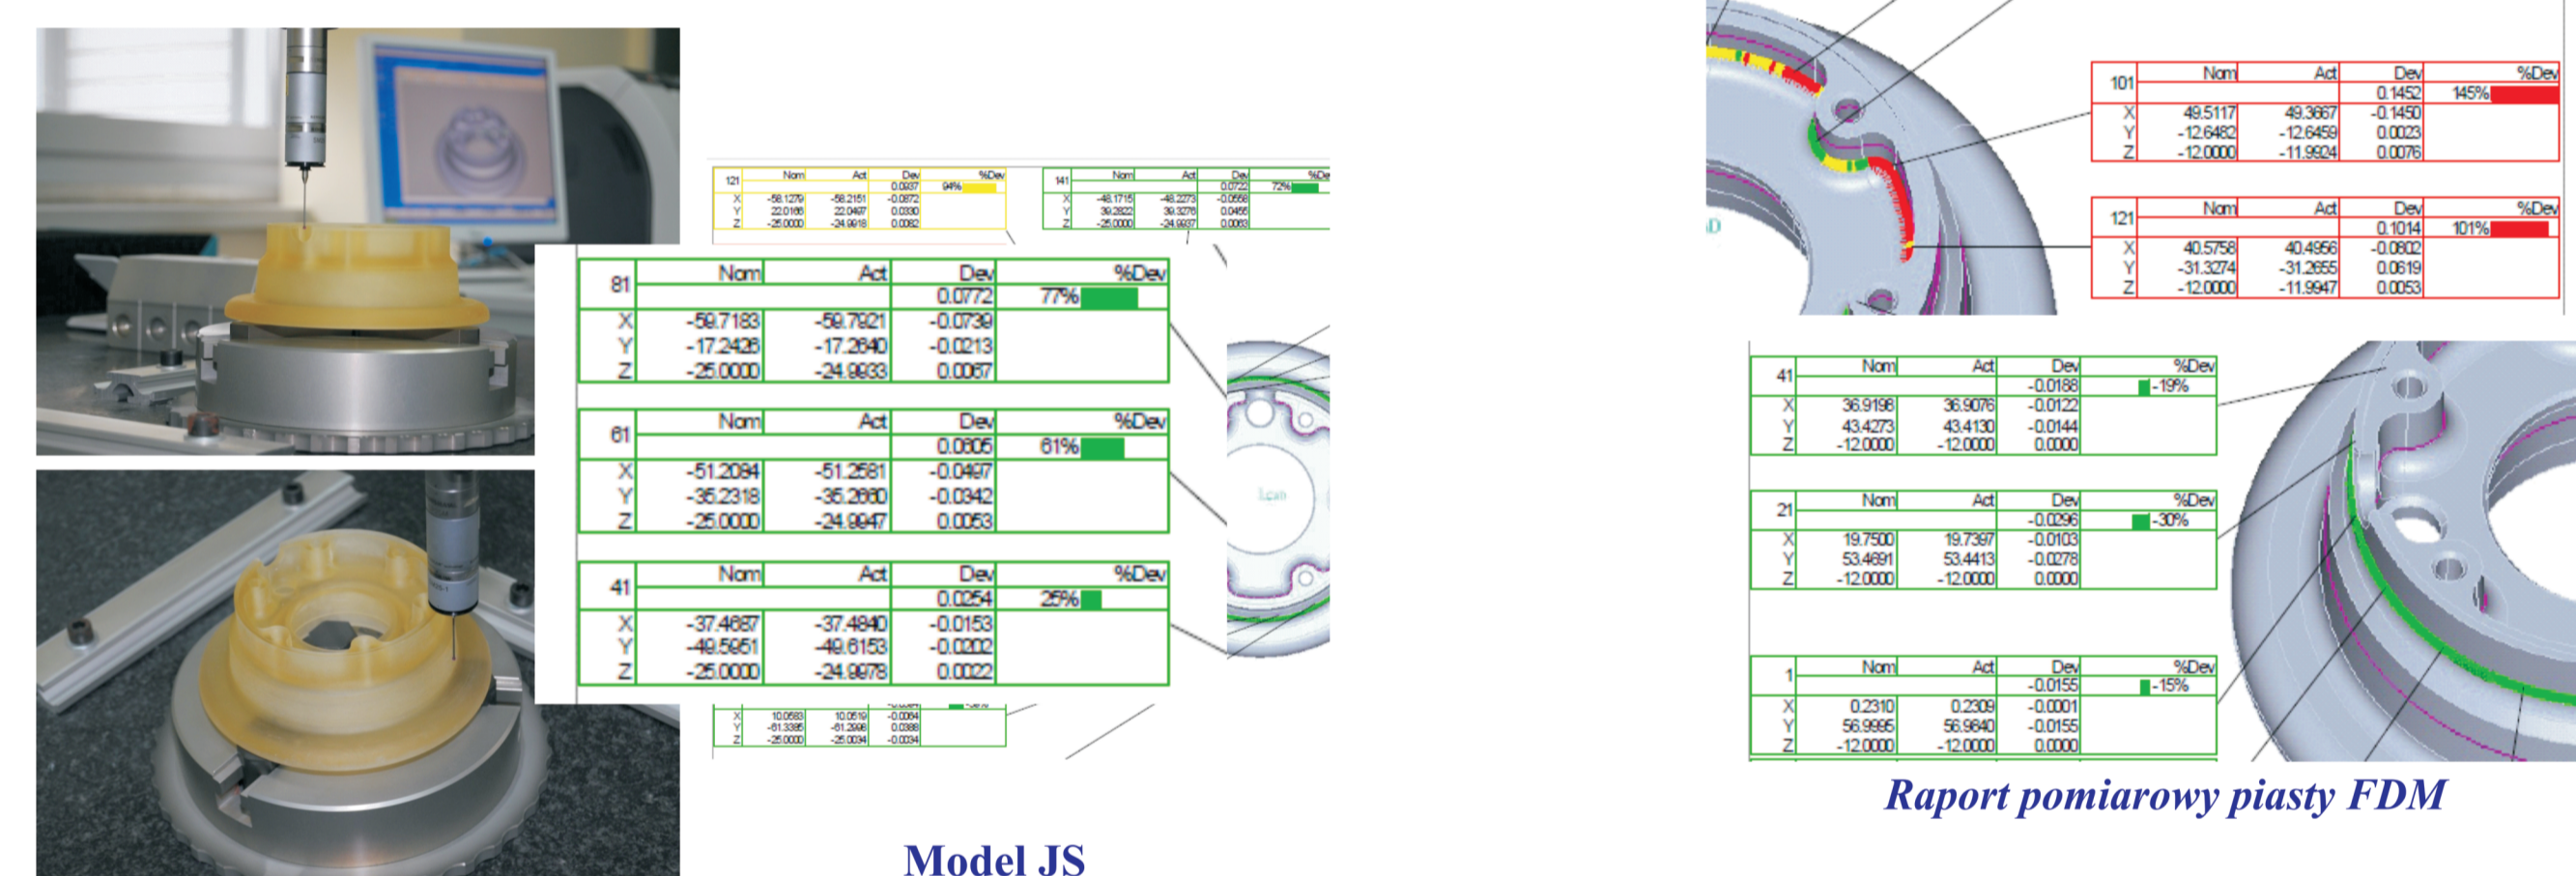 121 Nom Act Dev %Dev
0.0937 94%
X -58.1279 -58.2151 -0.0872
Y 22.0166 22.0497 0.0330
Z -25.0000 -24.9918 0.0082
141 Nom Act Dev
0.0722 72%
X -48.1715 -48.2273 -0.0558
Y 39.2822 39.3276 0.0455
Z -25.0000 -24.9937 0.0063
81 Nom Act Dev %Dev
0.0772 77%
X -59.7183 -59.7921 -0.0739
Y -17.2426 -17.2640 -0.0213
Z -25.0000 -24.9933 0.0067
61 Nom Act Dev %Dev
0.0605 61%
X -51.2084 -51.2581 -0.0497
Y -35.2318 -35.2660 -0.0342
Z -25.0000 -24.9947 0.0053
41 Nom Act Dev %Dev
0.0254 25%
X -37.4687 -37.4840 -0.0153
Y -49.5951 -49.6153 -0.0202
Z -25.0000 -24.9978 0.0022
X 10.0583 10.0519 -0.0064
Y -61.3385 -61.2998 0.0388
Z -25.0000 -25.0034 -0.0034
Model JS
101 Nom Act Dev %Dev
0.1452 145%
X 49.5117 49.3667 -0.1450
Y -12.6482 -12.6459 0.0023
Z -12.0000 -11.9924 0.0076
121 Nom Act Dev %Dev
0.1014 101%
X 40.5758 40.4956 -0.0802
Y -31.3274 -31.2655 0.0619
Z -12.0000 -11.9947 0.0053
41 Nom Act Dev %Dev
-0.0188 -19%
X 36.9198 36.9076 -0.0122
Y 43.4273 43.4130 -0.0144
Z -12.0000 -12.0000 0.0000
21 Nom Act Dev %Dev
-0.0296 -30%
X 19.7500 19.7397 -0.0103
Y 53.4691 53.4413 -0.0278
Z -12.0000 -12.0000 0.0000
1 Nom Act Dev %Dev
-0.0155 -15%
X 0.2310 0.2309 -0.0001
Y 56.9995 56.9840 -0.0155
Z -12.0000 -12.0000 0.0000
Raport pomiarowy piasty FDM